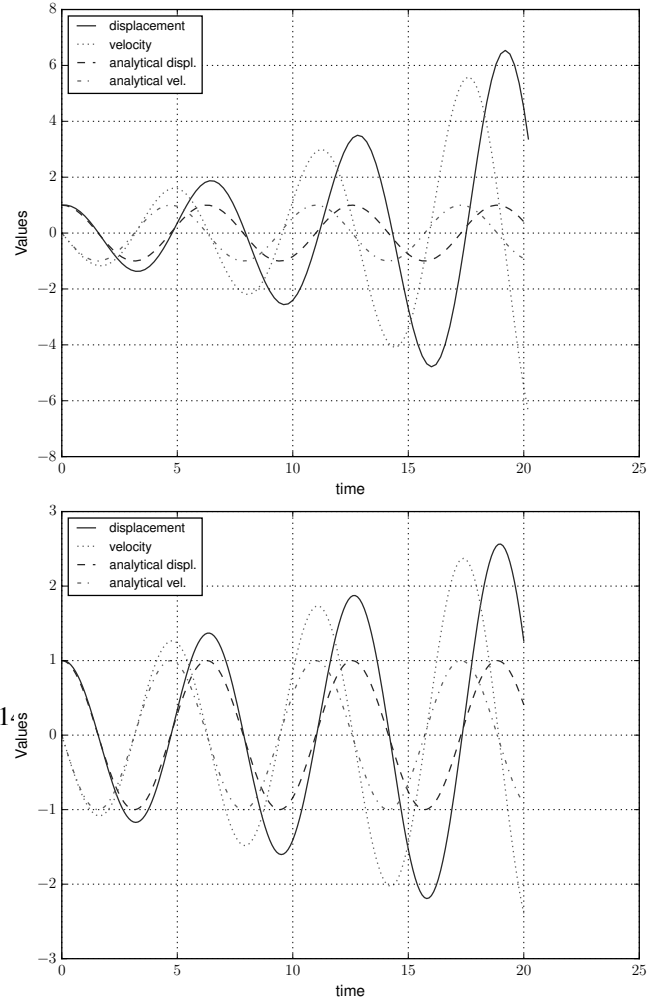 8
displacement
velocity
analytical displ.
analytical vel.
6
4
2
0
−2
−4
−6
−8
Values
0 5 10 15 20 25
time
3
displacement
velocity
analytical displ.
analytical vel.
2
1
0
−1
−2
−3
Values
0 5 10 15 20 25
time